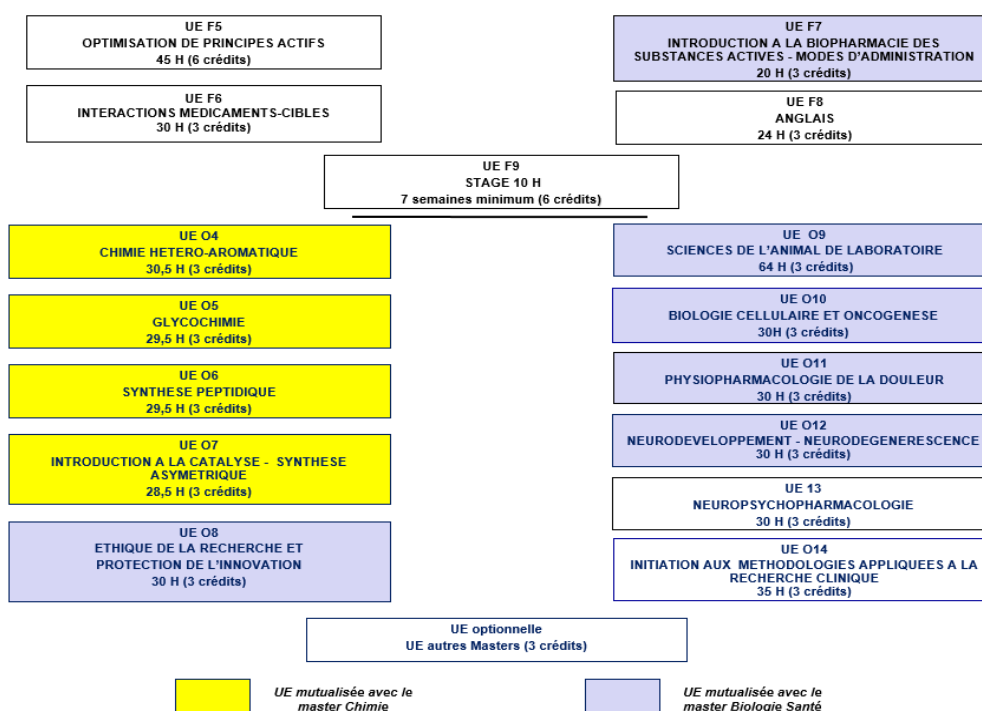 UE F5
OPTIMISATION DE PRINCIPES ACTIFS
45 H (6 crédits)
UE F7
INTRODUCTION A LA BIOPHARMACIE DES
SUBSTANCES ACTIVES - MODES D'ADMINISTRATION
20 H (3 crédits)
UE F6
INTERACTIONS MEDICAMENTS-CIBLES
30 H (3 crédits)
UE F8
ANGLAIS
24 H (3 crédits)
UE F9
STAGE 10 H
7 semaines minimum (6 crédits)
UE O4
CHIMIE HETERO-AROMATIQUE
30,5 H (3 crédits)
UE O5
GLYCOCHIMIE
29,5 H (3 crédits)
UE O6
SYNTHESE PEPTIDIQUE
29,5 H (3 crédits)
UE O7
INTRODUCTION A LA CATALYSE - SYNTHESE
ASYMETRIQUE
28,5 H (3 crédits)
UE O8
ETHIQUE DE LA RECHERCHE ET
PROTECTION DE L'INNOVATION
30 H (3 crédits)
UE O9
SCIENCES DE L'ANIMAL DE LABORATOIRE
64 H (3 crédits)
UE O10
BIOLOGIE CELLULAIRE ET ONCOGENESE
30H (3 crédits)
UE O11
PHYSIOPHARMACOLOGIE DE LA DOULEUR
30 H (3 crédits)
UE O12
NEURODEVELOPPEMENT - NEURODEGENERESCENCE
30 H (3 crédits)
UE 13
NEUROPSYCHOPHARMACOLOGIE
30 H (3 crédits)
UE O14
INITIATION AUX METHODOLOGIES APPLIQUEES A LA
RECHERCHE CLINIQUE
35 H (3 crédits)
UE optionnelle
UE autres Masters (3 crédits)
UE mutualisée avec le
master Chimie
UE mutualisée avec le
master Biologie Santé